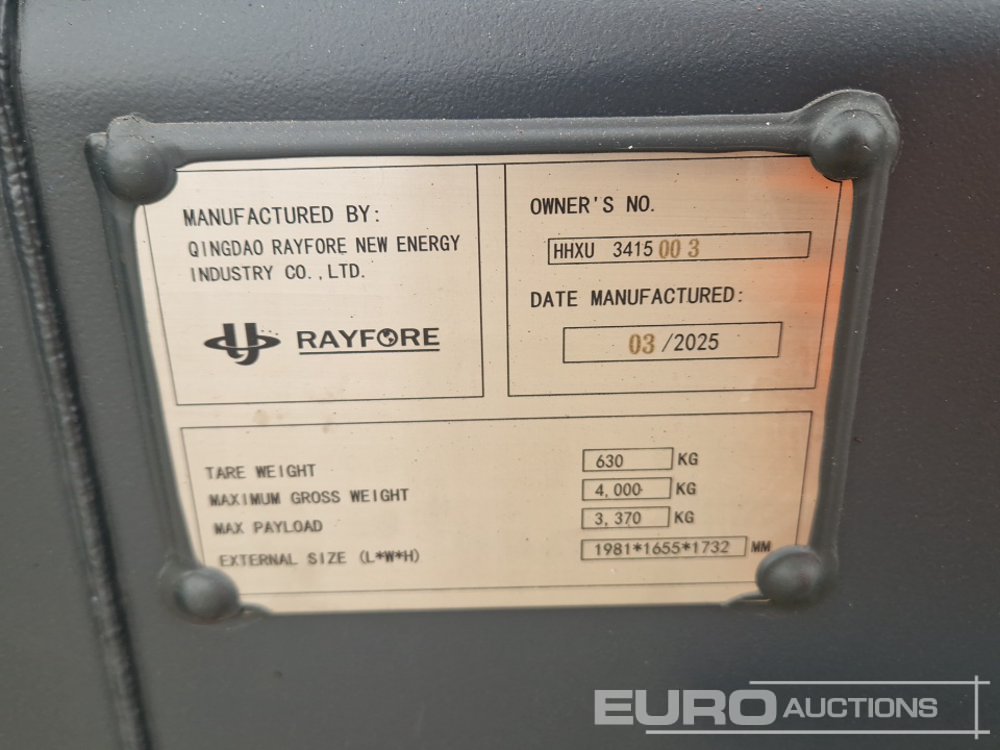 MANUFACTURED BY:
QINGDAO RAYFORE NEW ENERGY
INDUSTRY CO.,LTD.
RAYFORE
OWNER'S NO.
HHXU 3415 00 3
DATE MANUFACTURED:
03 /2025
TARE WEIGHT 630 KG
MAXIMUM GROSS WEIGHT 4,000 KG
MAX PAYLOAD 3,370 KG
EXTERNAL SIZE (L*W*H) 1981*1655*1732 MM
EURO AUCTIONS